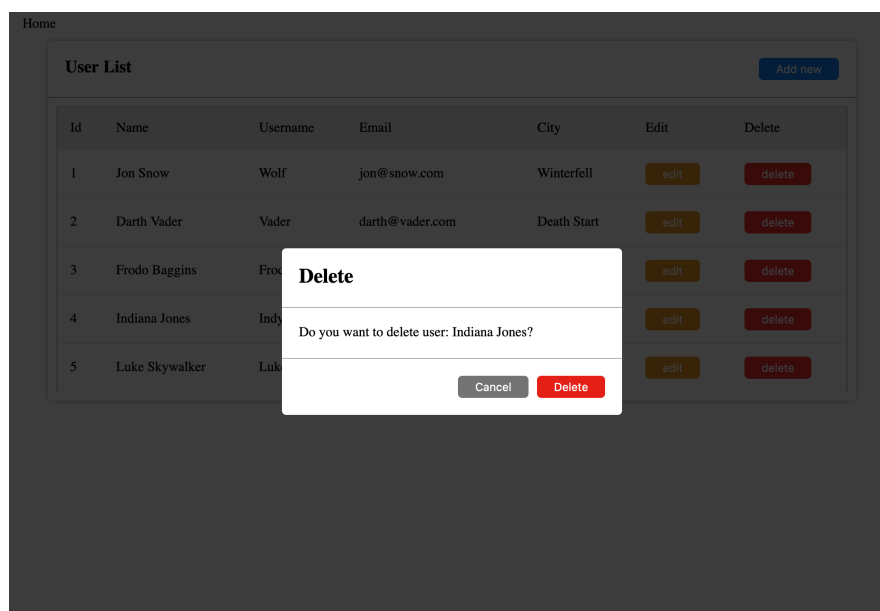 Home
User List Add new
Id Name Username Email City Edit Delete
1 Jon Snow Wolf jon@snow.com Winterfell edit delete
2 Darth Vader Vader darth@vader.com Death Start edit delete
3 Frodo Baggins edit delete
Delete
4 Indiana Jones Indy edit delete
Do you want to delete user: Indiana Jones?
5 Luke Skywalker edit delete
Cancel Delete